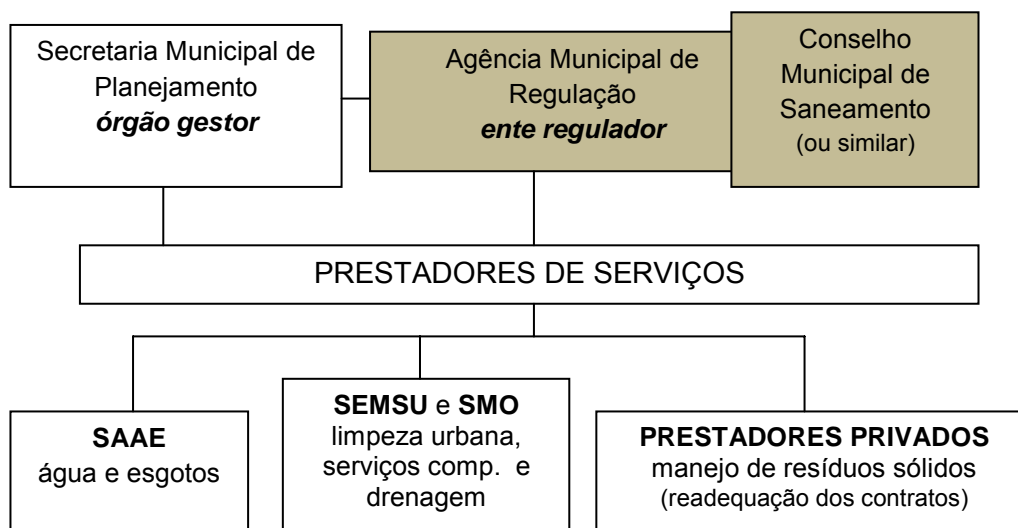 Secretaria Municipal de
Planejamento
órgão gestor
Agência Municipal de
Regulação
ente regulador
Conselho
Municipal de
Saneamento
(ou similar)
PRESTADORES DE SERVIÇOS
SAAE
água e esgotos
SEMSU e SMO
limpeza urbana,
serviços comp. e
drenagem
PRESTADORES PRIVADOS
manejo de resíduos sólidos
(readequação dos contratos)